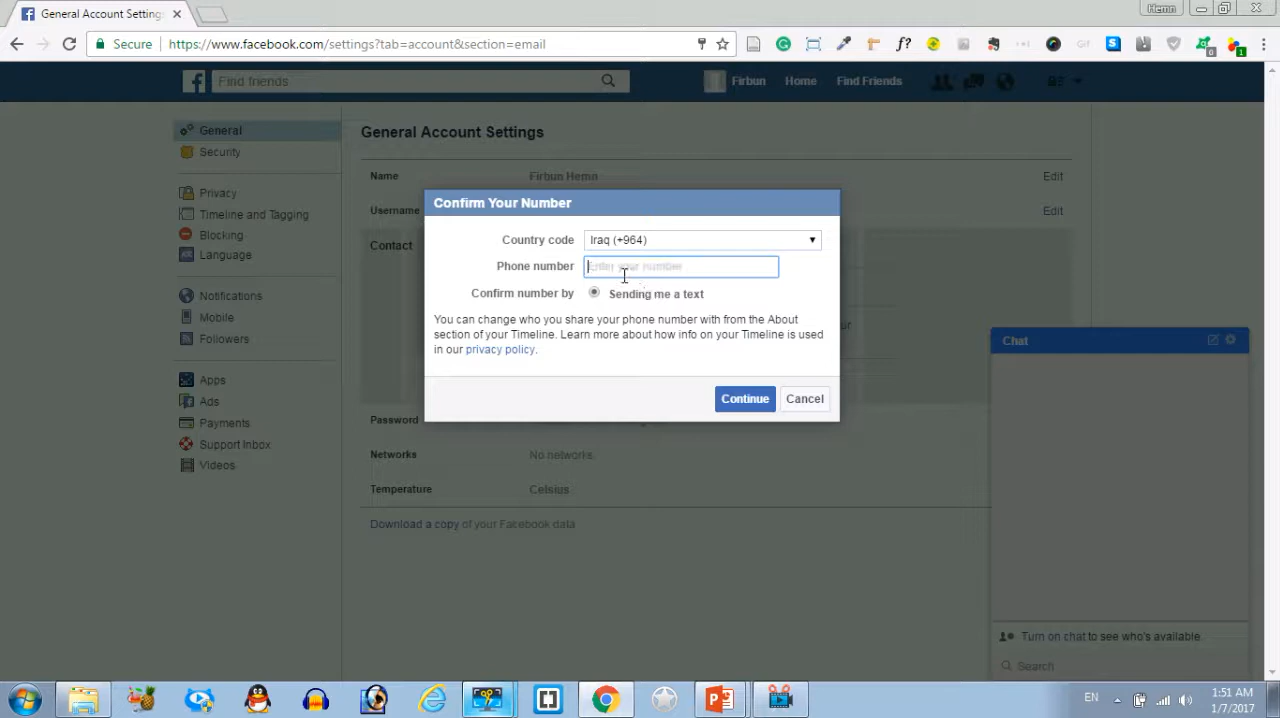 General Account Settings
Henn
Secure
https://www.facebook.com/settings?tab=account&section=email
Find friends
Firbun
Home
Find Friends
General
Security
Privacy
Timeline and Tagging
Blocking
Language
Notifications
Mobile
Followers
Apps
Ads
Payments
Support Inbox
Videos
General Account Settings
Name Firbun Hemn Edit
Username Edit
Contact
Password
Networks No networks.
Temperature Celsius
Download a copy of your Facebook data
Confirm Your Number
Country code Iraq (+964)
Phone number Enter your number
Confirm number by Sending me a text
You can change who you share your phone number with from the About
section of your Timeline. Learn more about how info on your Timeline is used
in our privacy policy.
Continue Cancel
Chat
Turn on chat to see who's available.
Search
EN
1:51 AM
1/7/2017